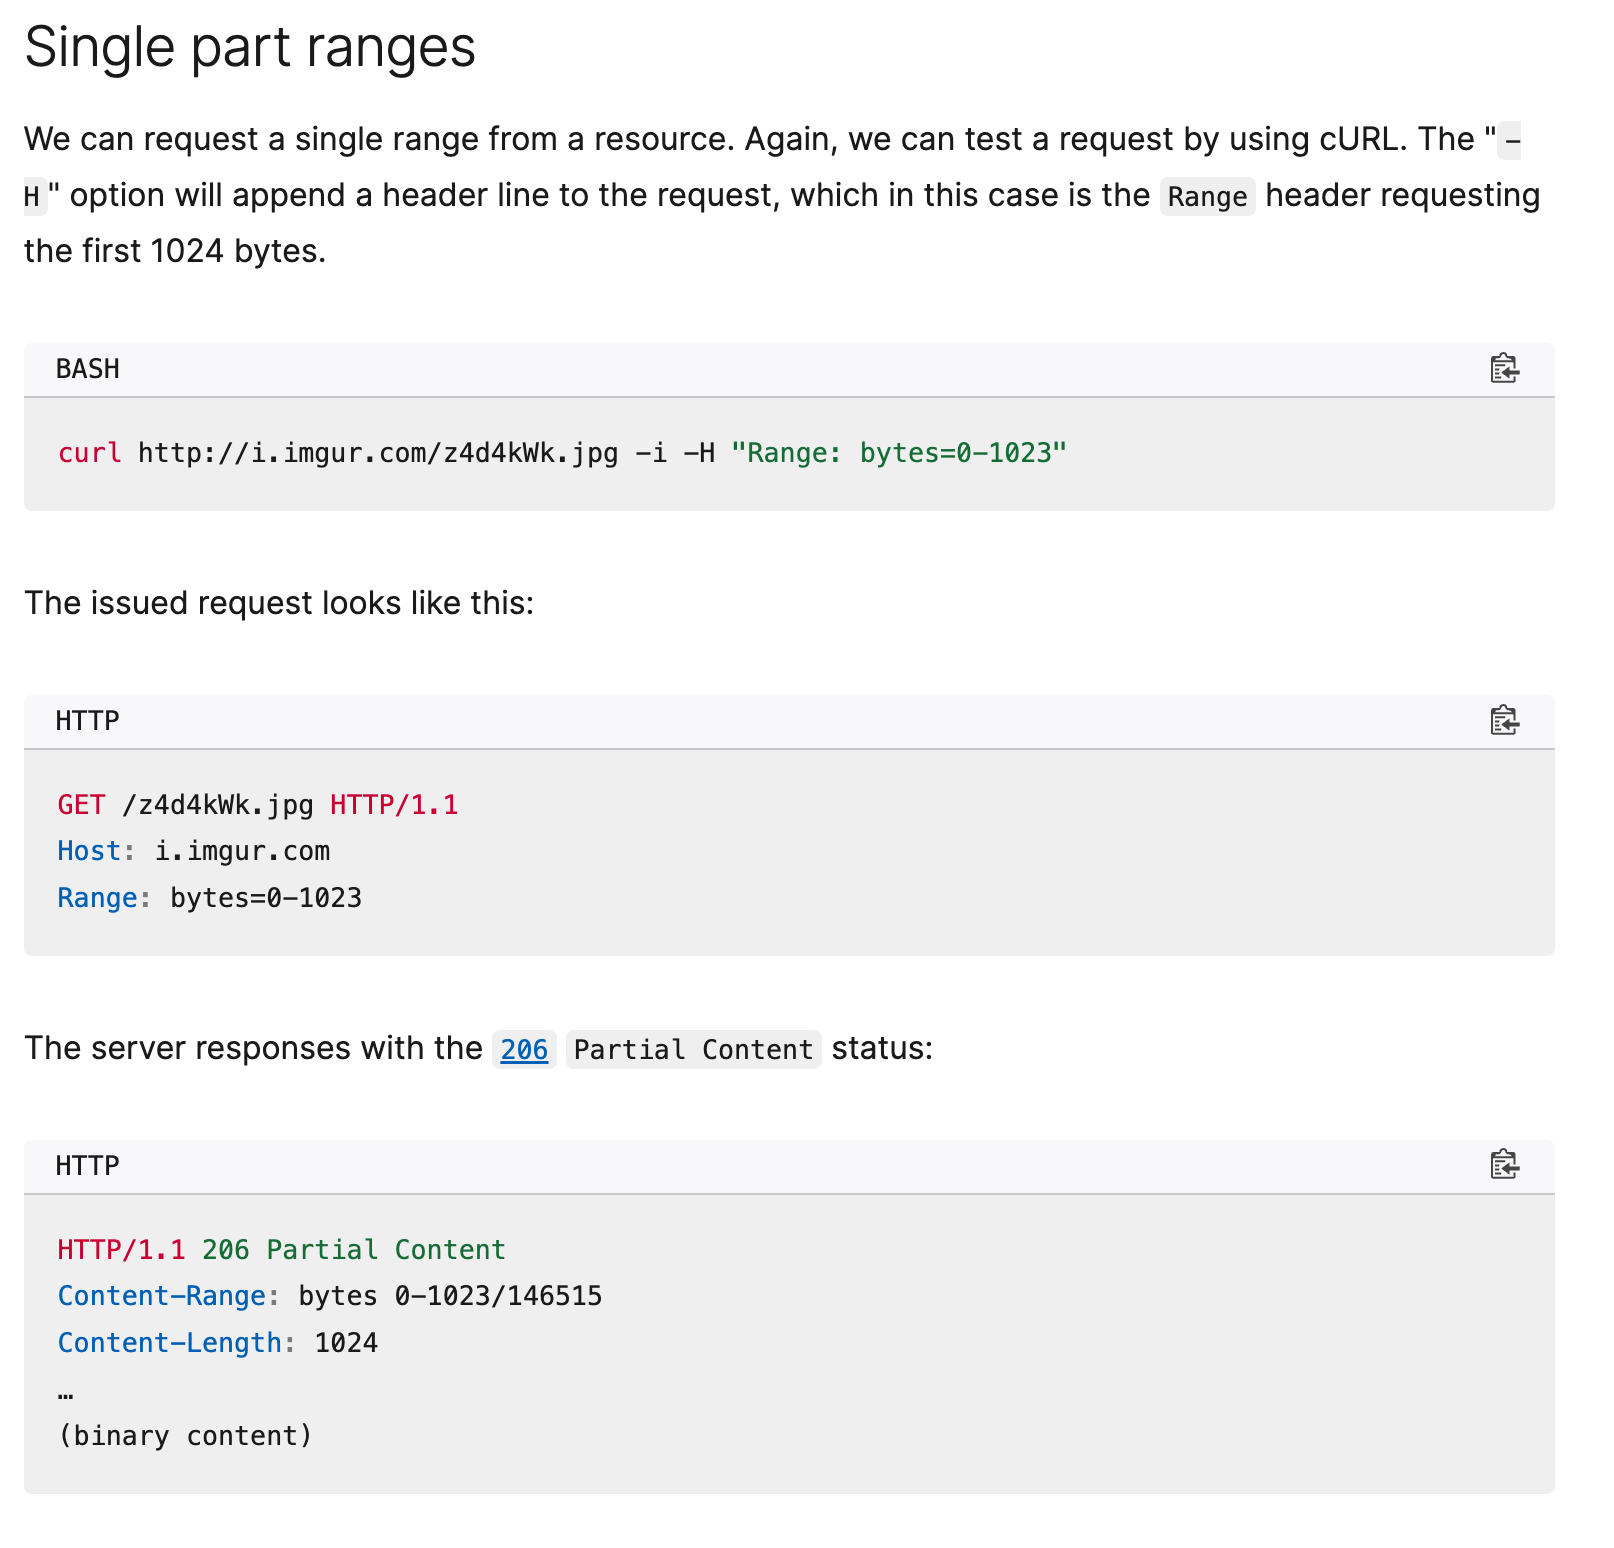 Single part ranges
We can request a single range from a resource. Again, we can test a request by using cURL. The "-
H" option will append a header line to the request, which in this case is the Range header requesting
the first 1024 bytes.
BASH
curl http://i.imgur.com/z4d4kWk.jpg -i -H "Range: bytes=0-1023"
The issued request looks like this:
HTTP
GET /z4d4kWk.jpg HTTP/1.1
Host: i.imgur.com
Range: bytes=0-1023
The server responses with the 206 Partial Content status:
HTTP
HTTP/1.1 206 Partial Content
Content-Range: bytes 0-1023/146515
Content-Length: 1024
…
(binary content)